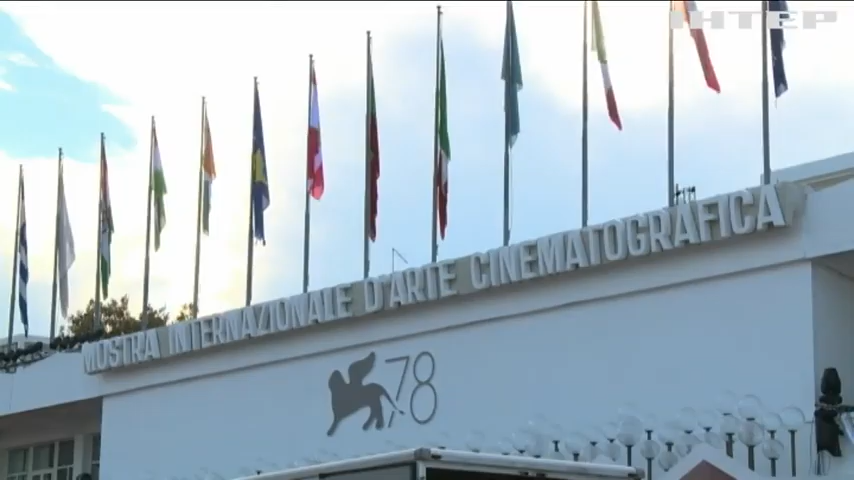 ІНТЕР
MOSTRA INTERNAZIONALE D'ARTE CINEMATOGRAFICA
78